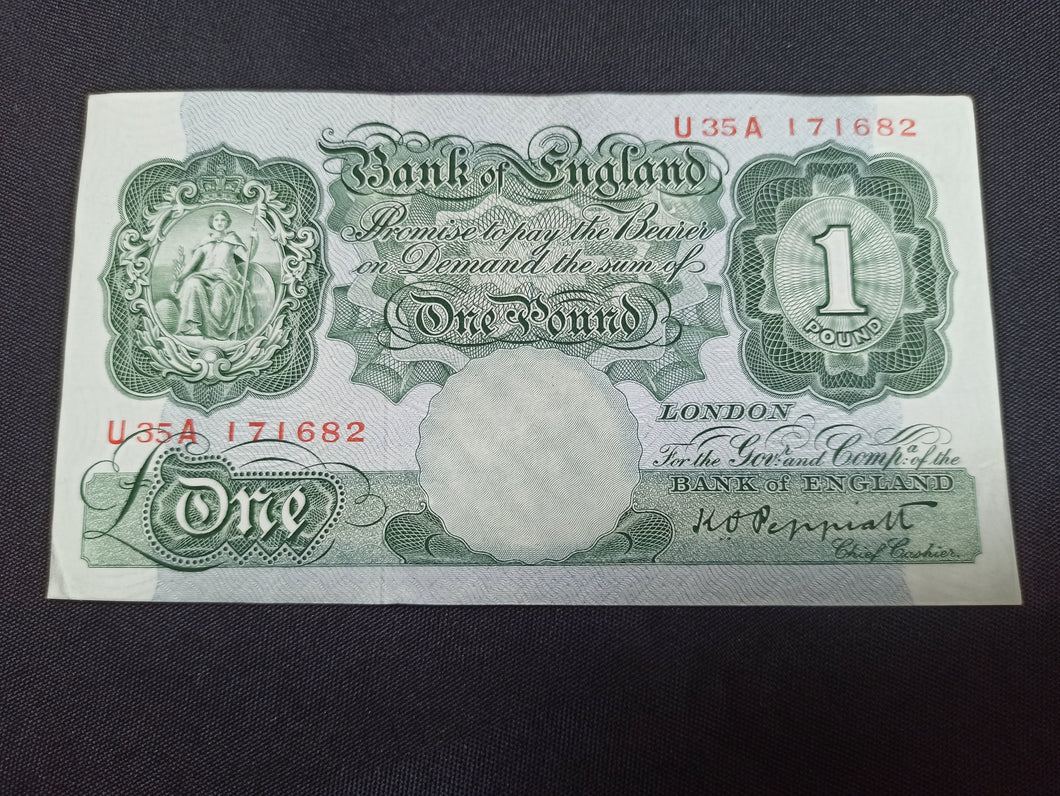 U35A 171682
Bank of England
Promise to pay the Bearer
on Demand the sum of
One Pound
1
POUND
U35A 171682
LONDON
For the Govr. and Compa. of the
BANK of ENGLAND
£One
K O Peppiatt
Chief Cashier.